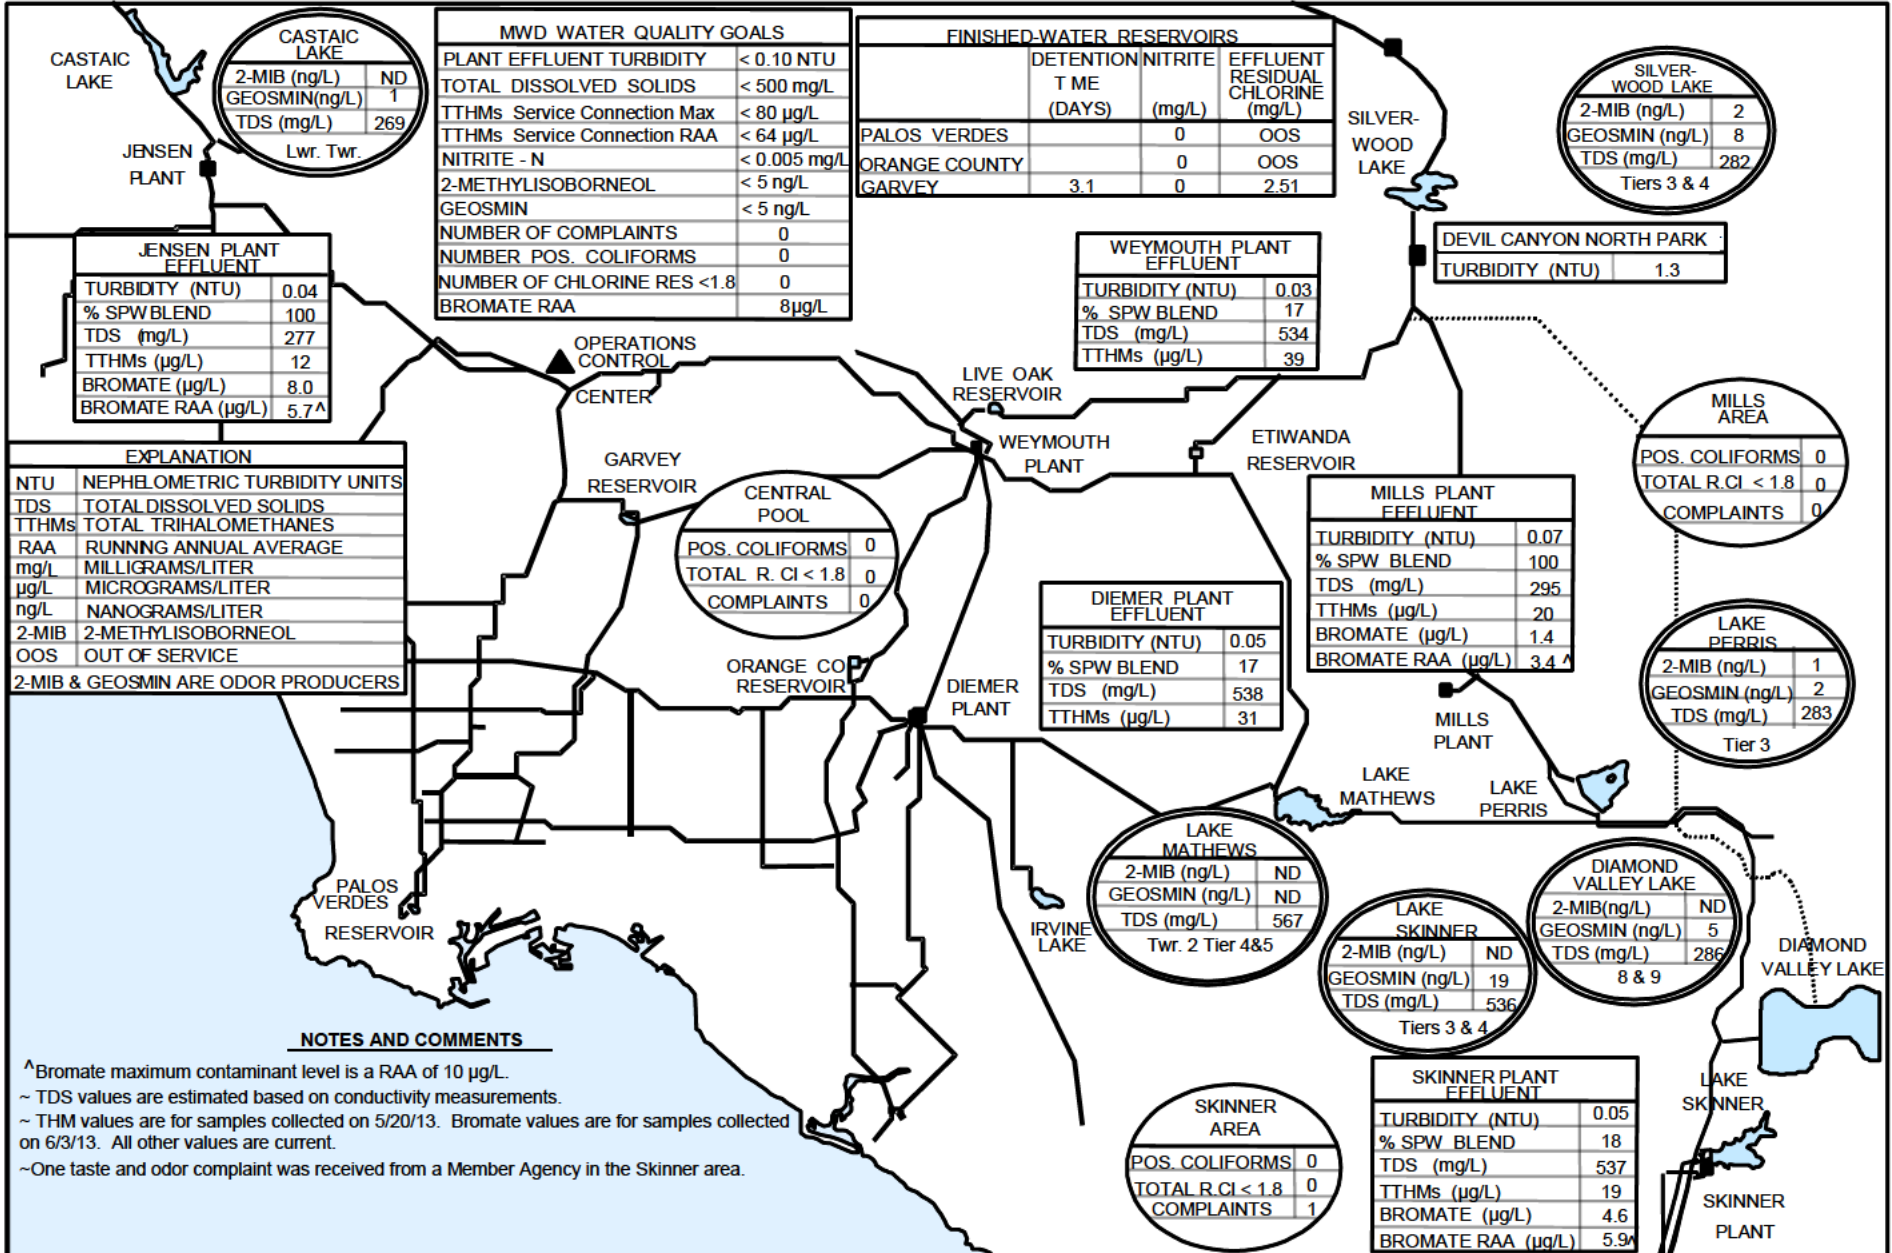 CASTAIC
LAKE
CASTAIC
LAKE
2-MIB (ng/L) ND
GEOSMIN(ng/L) 1
TDS (mg/L) 269
Lwr. Twr.
JENSEN
PLANT
MWD WATER QUALITY GOALS
PLANT EFFLUENT TURBIDITY < 0.10 NTU
TOTAL DISSOLVED SOLIDS < 500 mg/L
TTHMs Service Connection Max < 80 µg/L
TTHMs Service Connection RAA < 64 µg/L
NITRITE - N < 0.005 mg/L
2-METHYLISOBORNEOL < 5 ng/L
GEOSMIN < 5 ng/L
NUMBER OF COMPLAINTS 0
NUMBER POS. COLIFORMS 0
NUMBER OF CHLORINE RES <1.8 0
BROMATE RAA 8µg/L
FINISHED-WATER RESERVOIRS
DETENTION NITRITE EFFLUENT
T ME RESIDUAL
CHLORINE
(DAYS) (mg/L) (mg/L)
PALOS VERDES 0 OOS
ORANGE COUNTY 0 OOS
GARVEY 3.1 0 2.51
SILVER-
WOOD
LAKE
SILVER-
WOOD LAKE
2-MIB (ng/L) 2
GEOSMIN (ng/L) 8
TDS (mg/L) 282
Tiers 3 & 4
DEVIL CANYON NORTH PARK
TURBIDITY (NTU) 1.3
JENSEN PLANT
EFFLUENT
TURBIDITY (NTU) 0.04
% SPW BLEND 100
TDS (mg/L) 277
TTHMs (µg/L) 12
BROMATE (µg/L) 8.0
BROMATE RAA (µg/L) 5.7^
OPERATIONS
CONTROL
CENTER
WEYMOUTH PLANT
EFFLUENT
TURBIDITY (NTU) 0.03
% SPW BLEND 17
TDS (mg/L) 534
TTHMs (µg/L) 39
LIVE OAK
RESERVOIR
WEYMOUTH
PLANT
ETIWANDA
RESERVOIR
MILLS
AREA
POS. COLIFORMS 0
TOTAL R.Cl < 1.8 0
COMPLAINTS 0
EXPLANATION
NTU NEPHELOMETRIC TURBIDITY UNITS
TDS TOTAL DISSOLVED SOLIDS
TTHMs TOTAL TRIHALOMETHANES
RAA RUNNING ANNUAL AVERAGE
mg/L MILLIGRAMS/LITER
µg/L MICROGRAMS/LITER
ng/L NANOGRAMS/LITER
2-MIB 2-METHYLISOBORNEOL
OOS OUT OF SERVICE
2-MIB & GEOSMIN ARE ODOR PRODUCERS
GARVEY
RESERVOIR
CENTRAL
POOL
POS. COLIFORMS 0
TOTAL R. Cl < 1.8 0
COMPLAINTS 0
MILLS PLANT
EFFLUENT
TURBIDITY (NTU) 0.07
% SPW BLEND 100
TDS (mg/L) 295
TTHMs (µg/L) 20
BROMATE (µg/L) 1.4
BROMATE RAA (µg/L) 3.4 ^
DIEMER PLANT
EFFLUENT
TURBIDITY (NTU) 0.05
% SPW BLEND 17
TDS (mg/L) 538
TTHMs (µg/L) 31
ORANGE CO
RESERVOIR
DIEMER
PLANT
MILLS
PLANT
LAKE
PERRIS
2-MIB (ng/L) 1
GEOSMIN (ng/L) 2
TDS (mg/L) 283
Tier 3
LAKE
MATHEWS
LAKE
PERRIS
LAKE
MATHEWS
2-MIB (ng/L) ND
GEOSMIN (ng/L) ND
TDS (mg/L) 567
Twr. 2 Tier 4&5
PALOS
VERDES
RESERVOIR
IRVINE
LAKE
LAKE
SKINNER
2-MIB (ng/L) ND
GEOSMIN (ng/L) 19
TDS (mg/L) 536
Tiers 3 & 4
DIAMOND
VALLEY LAKE
2-MIB(ng/L) ND
GEOSMIN (ng/L) 5
TDS (mg/L) 286
8 & 9
DIAMOND
VALLEY LAKE
NOTES AND COMMENTS
^Bromate maximum contaminant level is a RAA of 10 µg/L.
~ TDS values are estimated based on conductivity measurements.
~ THM values are for samples collected on 5/20/13. Bromate values are for samples collected
on 6/3/13. All other values are current.
~One taste and odor complaint was received from a Member Agency in the Skinner area.
SKINNER
AREA
POS. COLIFORMS 0
TOTAL R.Cl < 1.8 0
COMPLAINTS 1
SKINNER PLANT
EFFLUENT
TURBIDITY (NTU) 0.05
% SPW BLEND 18
TDS (mg/L) 537
TTHMs (µg/L) 19
BROMATE (µg/L) 4.6
BROMATE RAA (µg/L) 5.9^
LAKE
SKINNER
SKINNER
PLANT